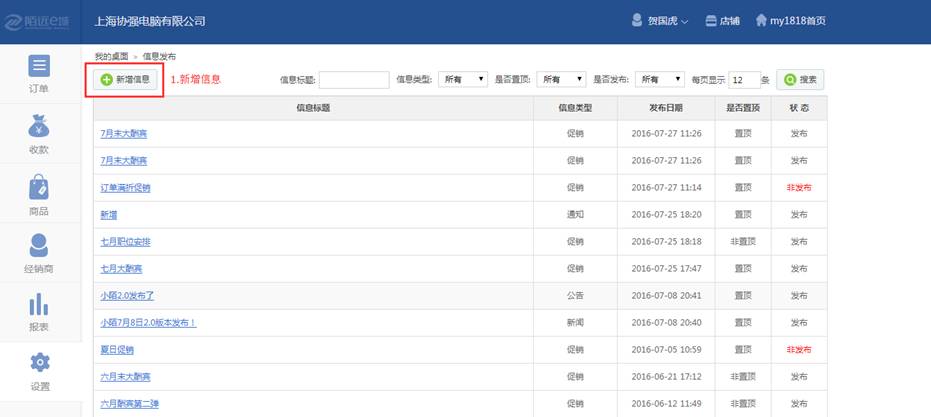 陌远e城 上海协强电脑有限公司 贺国虎 店铺 my1818首页
我的桌面 » 信息发布
新增信息 1.新增信息 信息标题: 信息类型: 所有 是否置顶: 所有 是否发布: 所有 每页显示 12 条 搜索
信息标题 信息类型 发布日期 是否置顶 状 态
7月末大酬宾 促销 2016-07-27 11:26 置顶 发布
7月末大酬宾 促销 2016-07-27 11:26 置顶 发布
订单满折促销 促销 2016-07-27 11:14 置顶 非发布
新增 通知 2016-07-25 18:20 置顶 发布
七月职位安排 促销 2016-07-25 18:18 非置顶 发布
七月大酬宾 促销 2016-07-25 17:47 置顶 发布
小陌2.0发布了 公告 2016-07-08 20:41 置顶 发布
小陌7月8日2.0版本发布！ 新闻 2016-07-08 20:40 置顶 发布
夏日促销 促销 2016-07-05 10:59 置顶 非发布
六月末大酬宾 促销 2016-06-21 17:12 非置顶 发布
六月酬宾第二弹 促销 2016-06-12 11:49 非置顶 发布
订单
收款
商品
经销商
报表
设置